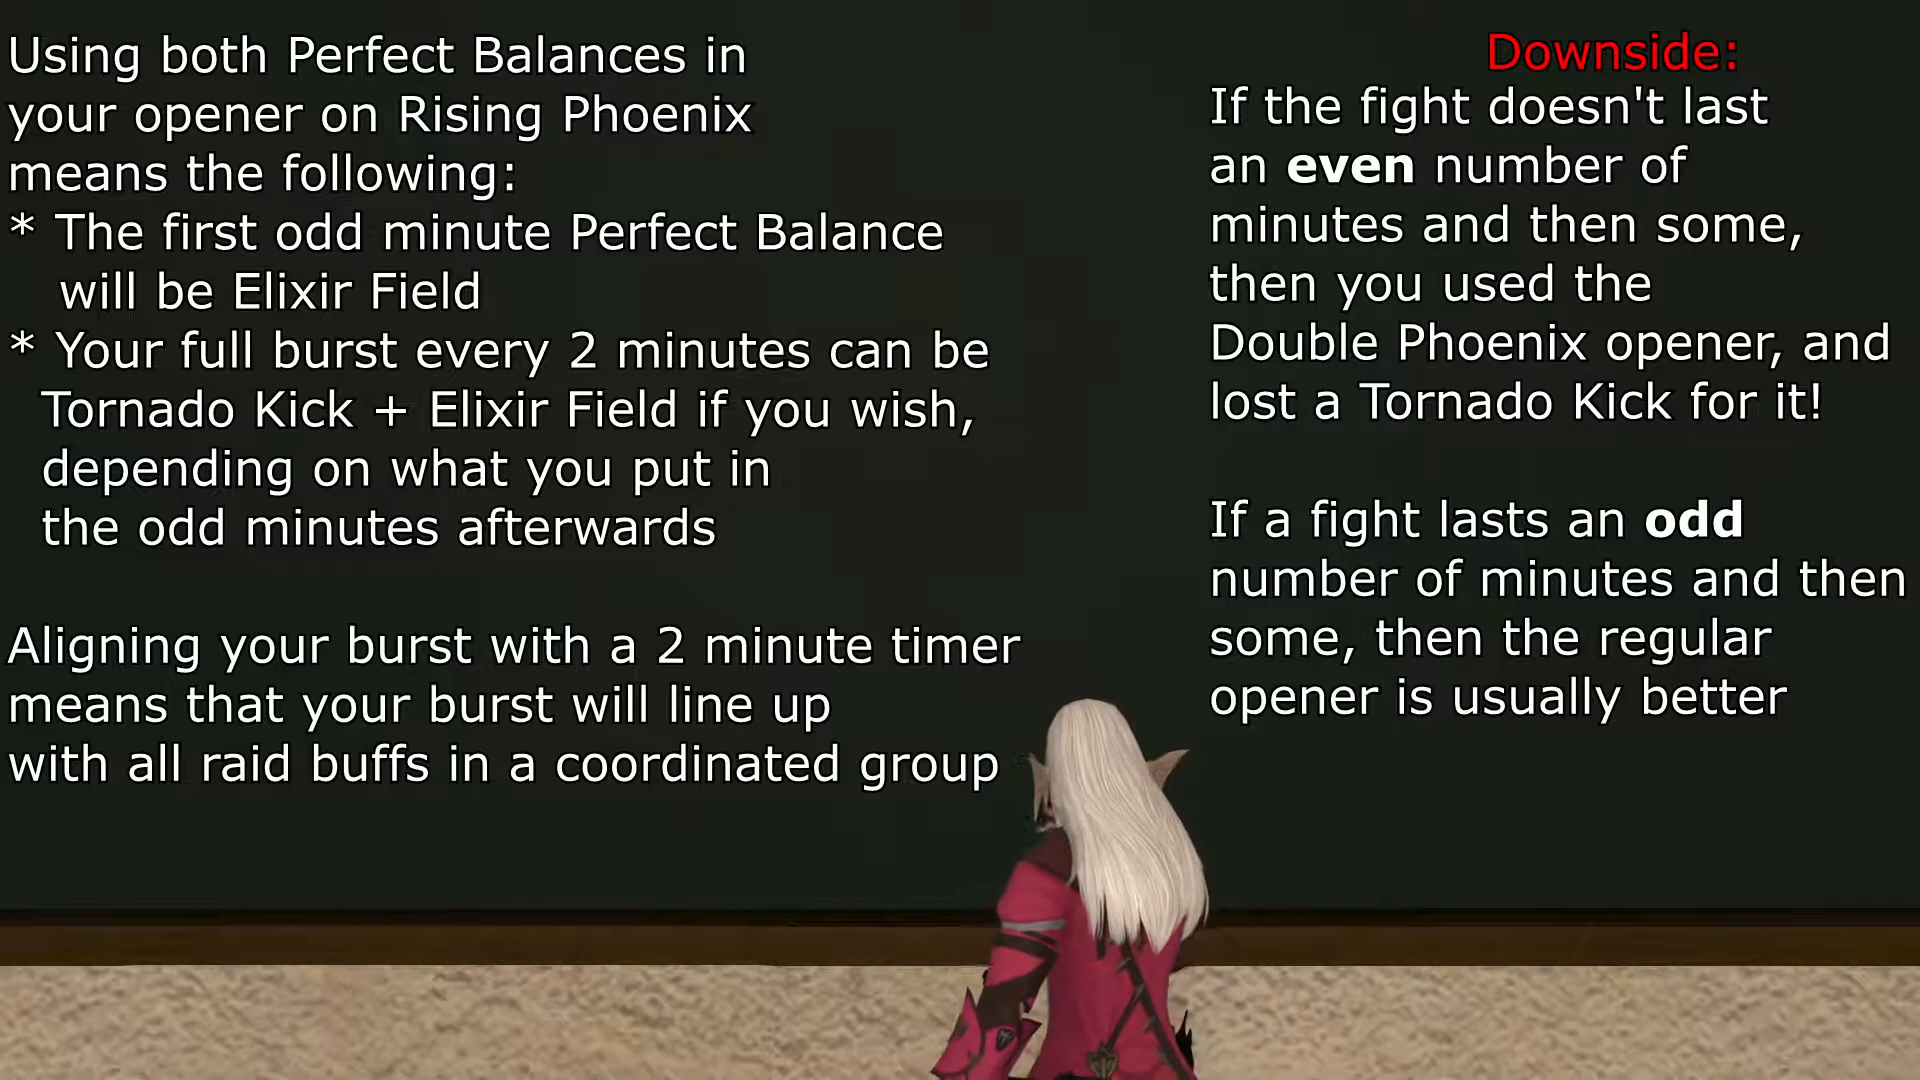 Using both Perfect Balances in
your opener on Rising Phoenix
means the following:
* The first odd minute Perfect Balance
will be Elixir Field
* Your full burst every 2 minutes can be
Tornado Kick + Elixir Field if you wish,
depending on what you put in
the odd minutes afterwards
Aligning your burst with a 2 minute timer
means that your burst will line up
with all raid buffs in a coordinated group
Downside:
If the fight doesn't last
an even number of
minutes and then some,
then you used the
Double Phoenix opener, and
lost a Tornado Kick for it!
If a fight lasts an odd
number of minutes and then
some, then the regular
opener is usually better